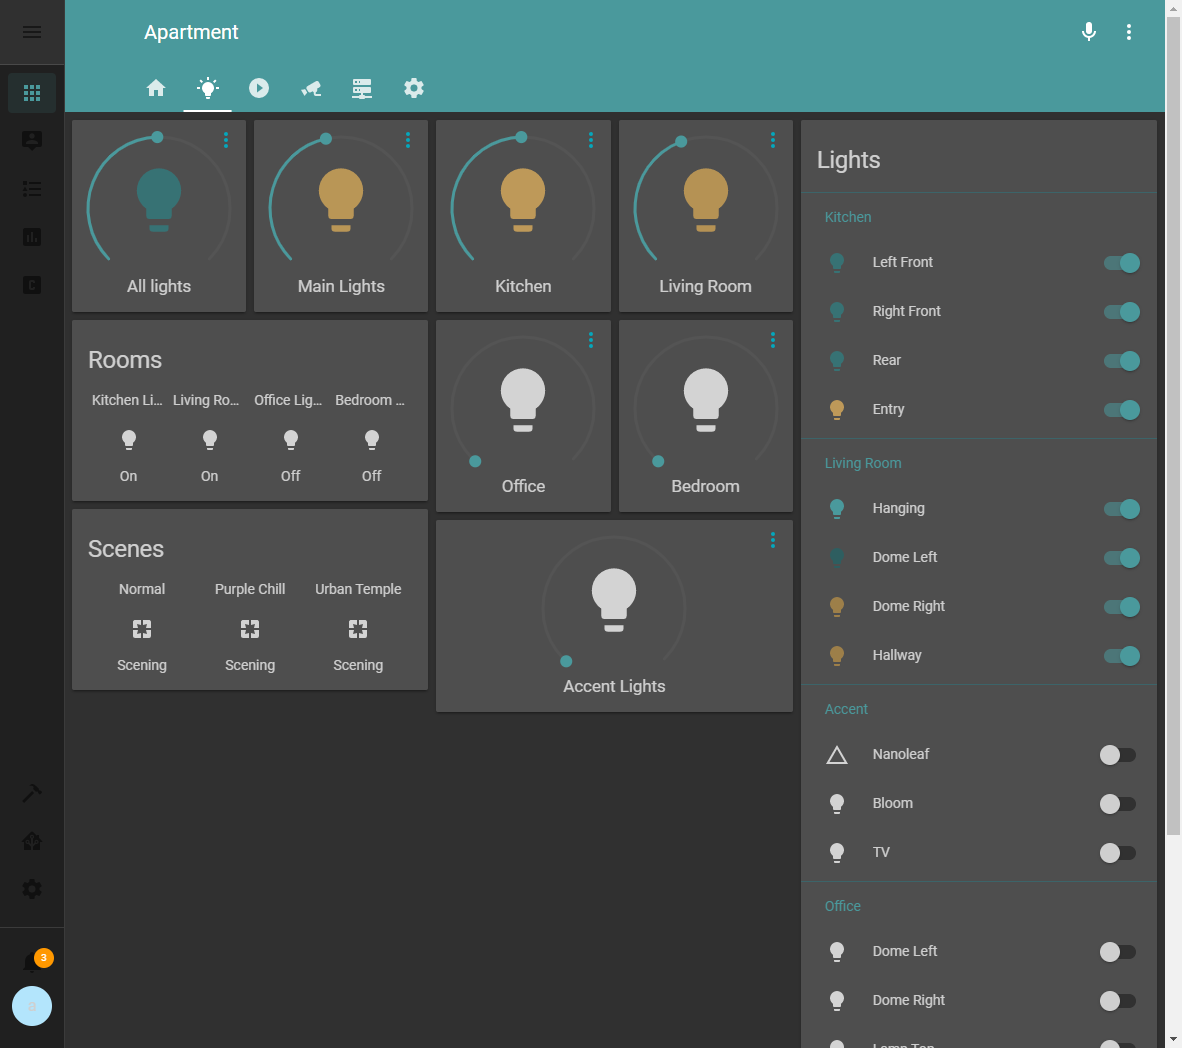 Apartment
All lights
Main Lights
Kitchen
Living Room
Rooms
Kitchen Li...
Living Ro...
Office Lig...
Bedroom ...
On
On
Off
Off
Office
Bedroom
Scenes
Normal
Purple Chill
Urban Temple
Scening
Scening
Scening
Accent Lights
Lights
Kitchen
Left Front
Right Front
Rear
Entry
Living Room
Hanging
Dome Left
Dome Right
Hallway
Accent
Nanoleaf
Bloom
TV
Office
Dome Left
Dome Right
Lamp Top
C
3
a